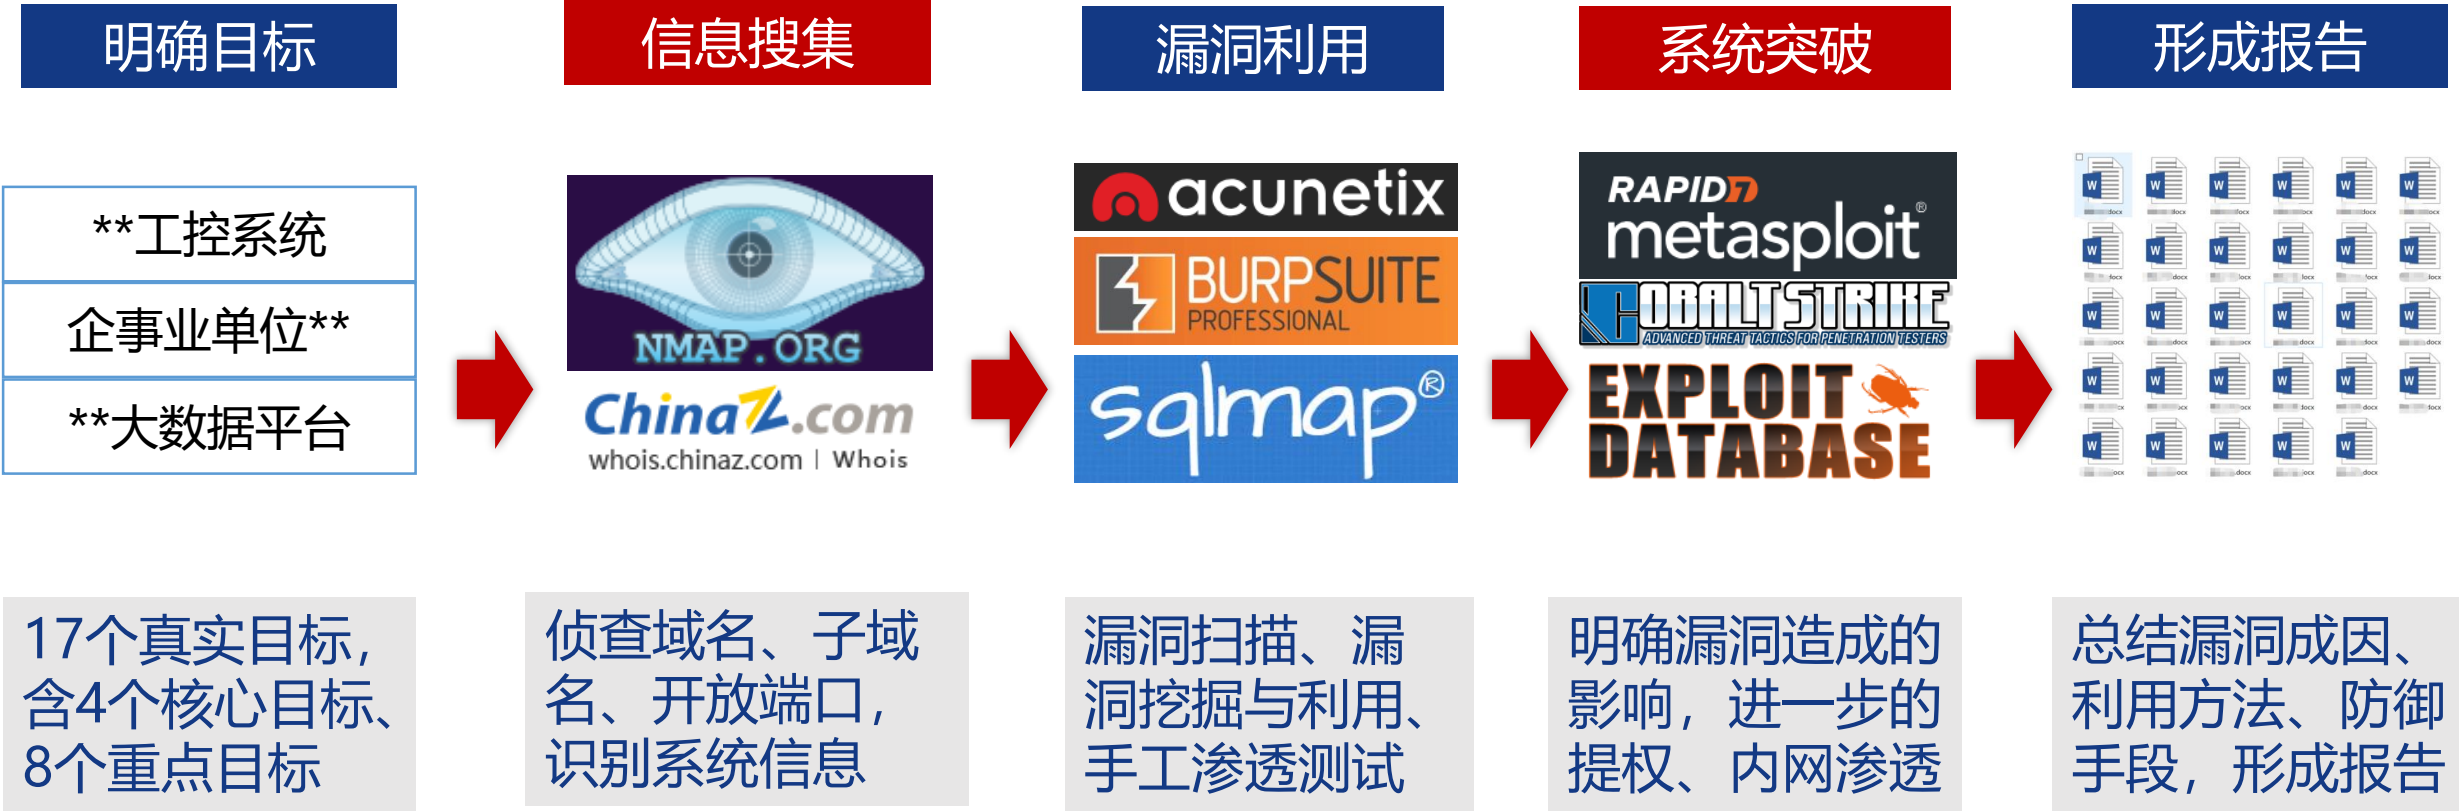 明确目标
信息搜集
漏洞利用
系统突破
形成报告
**工控系统
企事业单位**
**大数据平台
NMAP.ORG
ChinaZ.com
whois.chinaz.com | Whois
acunetix
BURPSUITE
PROFESSIONAL
sqlmap®
RAPID7
metasploit®
COBALTSTRIKE
ADVANCED THREAT TACTICS FOR PENETRATION TESTERS
EXPLOIT
DATABASE
17个真实目标，
含4个核心目标、
8个重点目标
侦查域名、子域
名、开放端口，
识别系统信息
漏洞扫描、漏
洞挖掘与利用、
手工渗透测试
明确漏洞造成的
影响，进一步的
提权、内网渗透
总结漏洞成因、
利用方法、防御
手段，形成报告